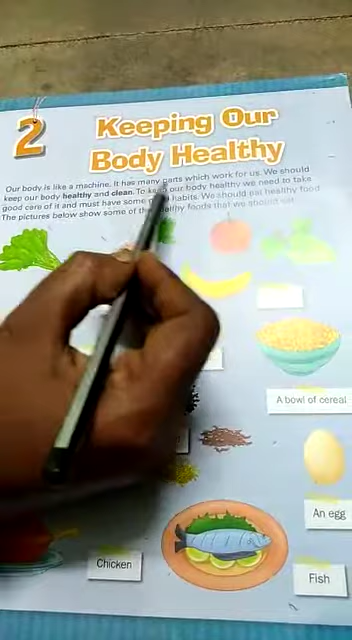 2
Keeping Our
Body Healthy
Our body is like a machine. It has many parts which work for us. We should
keep our body healthy and clean. To keep our body healthy we need to take
good care of it and must have some habits. We should eat healthy food
The pictures below show some of the healthy foods that we should eat.
A bowl of cereal
An egg
Chicken
Fish